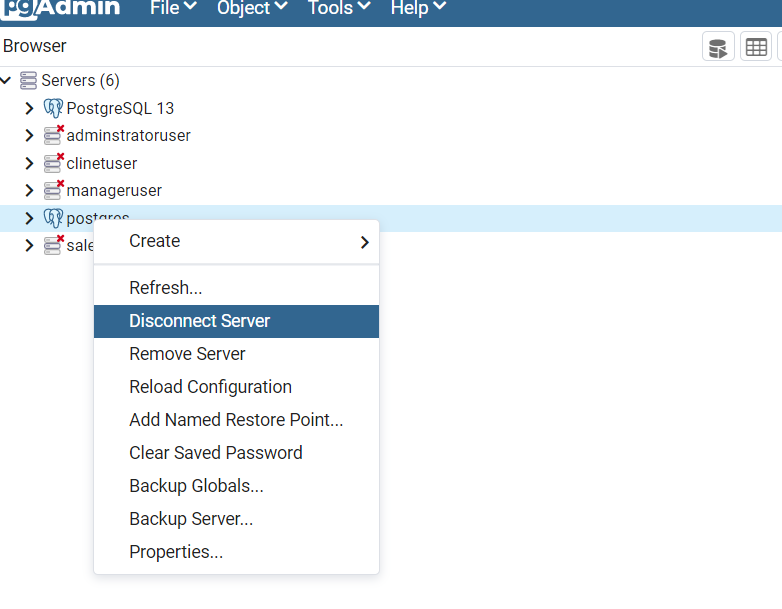 pgAdmin File Object Tools Help
Browser
Servers (6)
PostgreSQL 13
adminstratoruser
clinetuser
manageruser
postgres
sale
Create
Refresh...
Disconnect Server
Remove Server
Reload Configuration
Add Named Restore Point...
Clear Saved Password
Backup Globals...
Backup Server...
Properties...